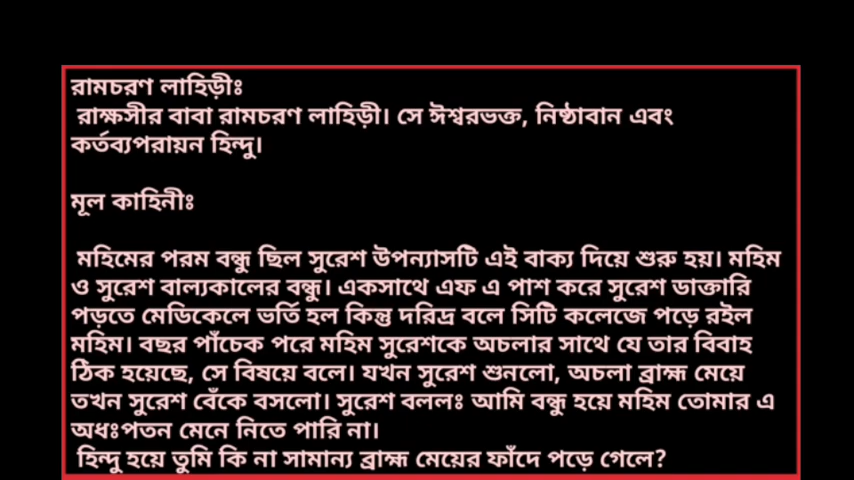 রামচরণ লাহিড়ীঃ
রাক্ষসীর বাবা রামচরণ লাহিড়ী। সে ঈশ্বরভক্ত, নিষ্ঠাবান এবং
কর্তব্যপরায়ন হিন্দু।
মূল কাহিনীঃ
মহিমের পরম বন্ধু ছিল সুরেশ উপন্যাসটি এই বাক্য দিয়ে শুরু হয়। মহিম
ও সুরেশ বাল্যকালের বন্ধু। একসাথে এফ এ পাশ করে সুরেশ ডাক্তারি
পড়তে মেডিকেলে ভর্তি হল কিন্তু দরিদ্র বলে সিটি কলেজে পড়ে রইল
মহিম। বছর পাঁচেক পরে মহিম সুরেশকে অচলার সাথে যে তার বিবাহ
ঠিক হয়েছে, সে বিষয়ে বলে। যখন সুরেশ শুনলো, অচলা ব্রাহ্ম মেয়ে
তখন সুরেশ বেঁকে বসলো। সুরেশ বললঃ আমি বন্ধু হয়ে মহিম তোমার এ
অধঃপতন মেনে নিতে পারি না।
হিন্দু হয়ে তুমি কি না সামান্য ব্রাহ্ম মেয়ের ফাঁদে পড়ে গেলে?